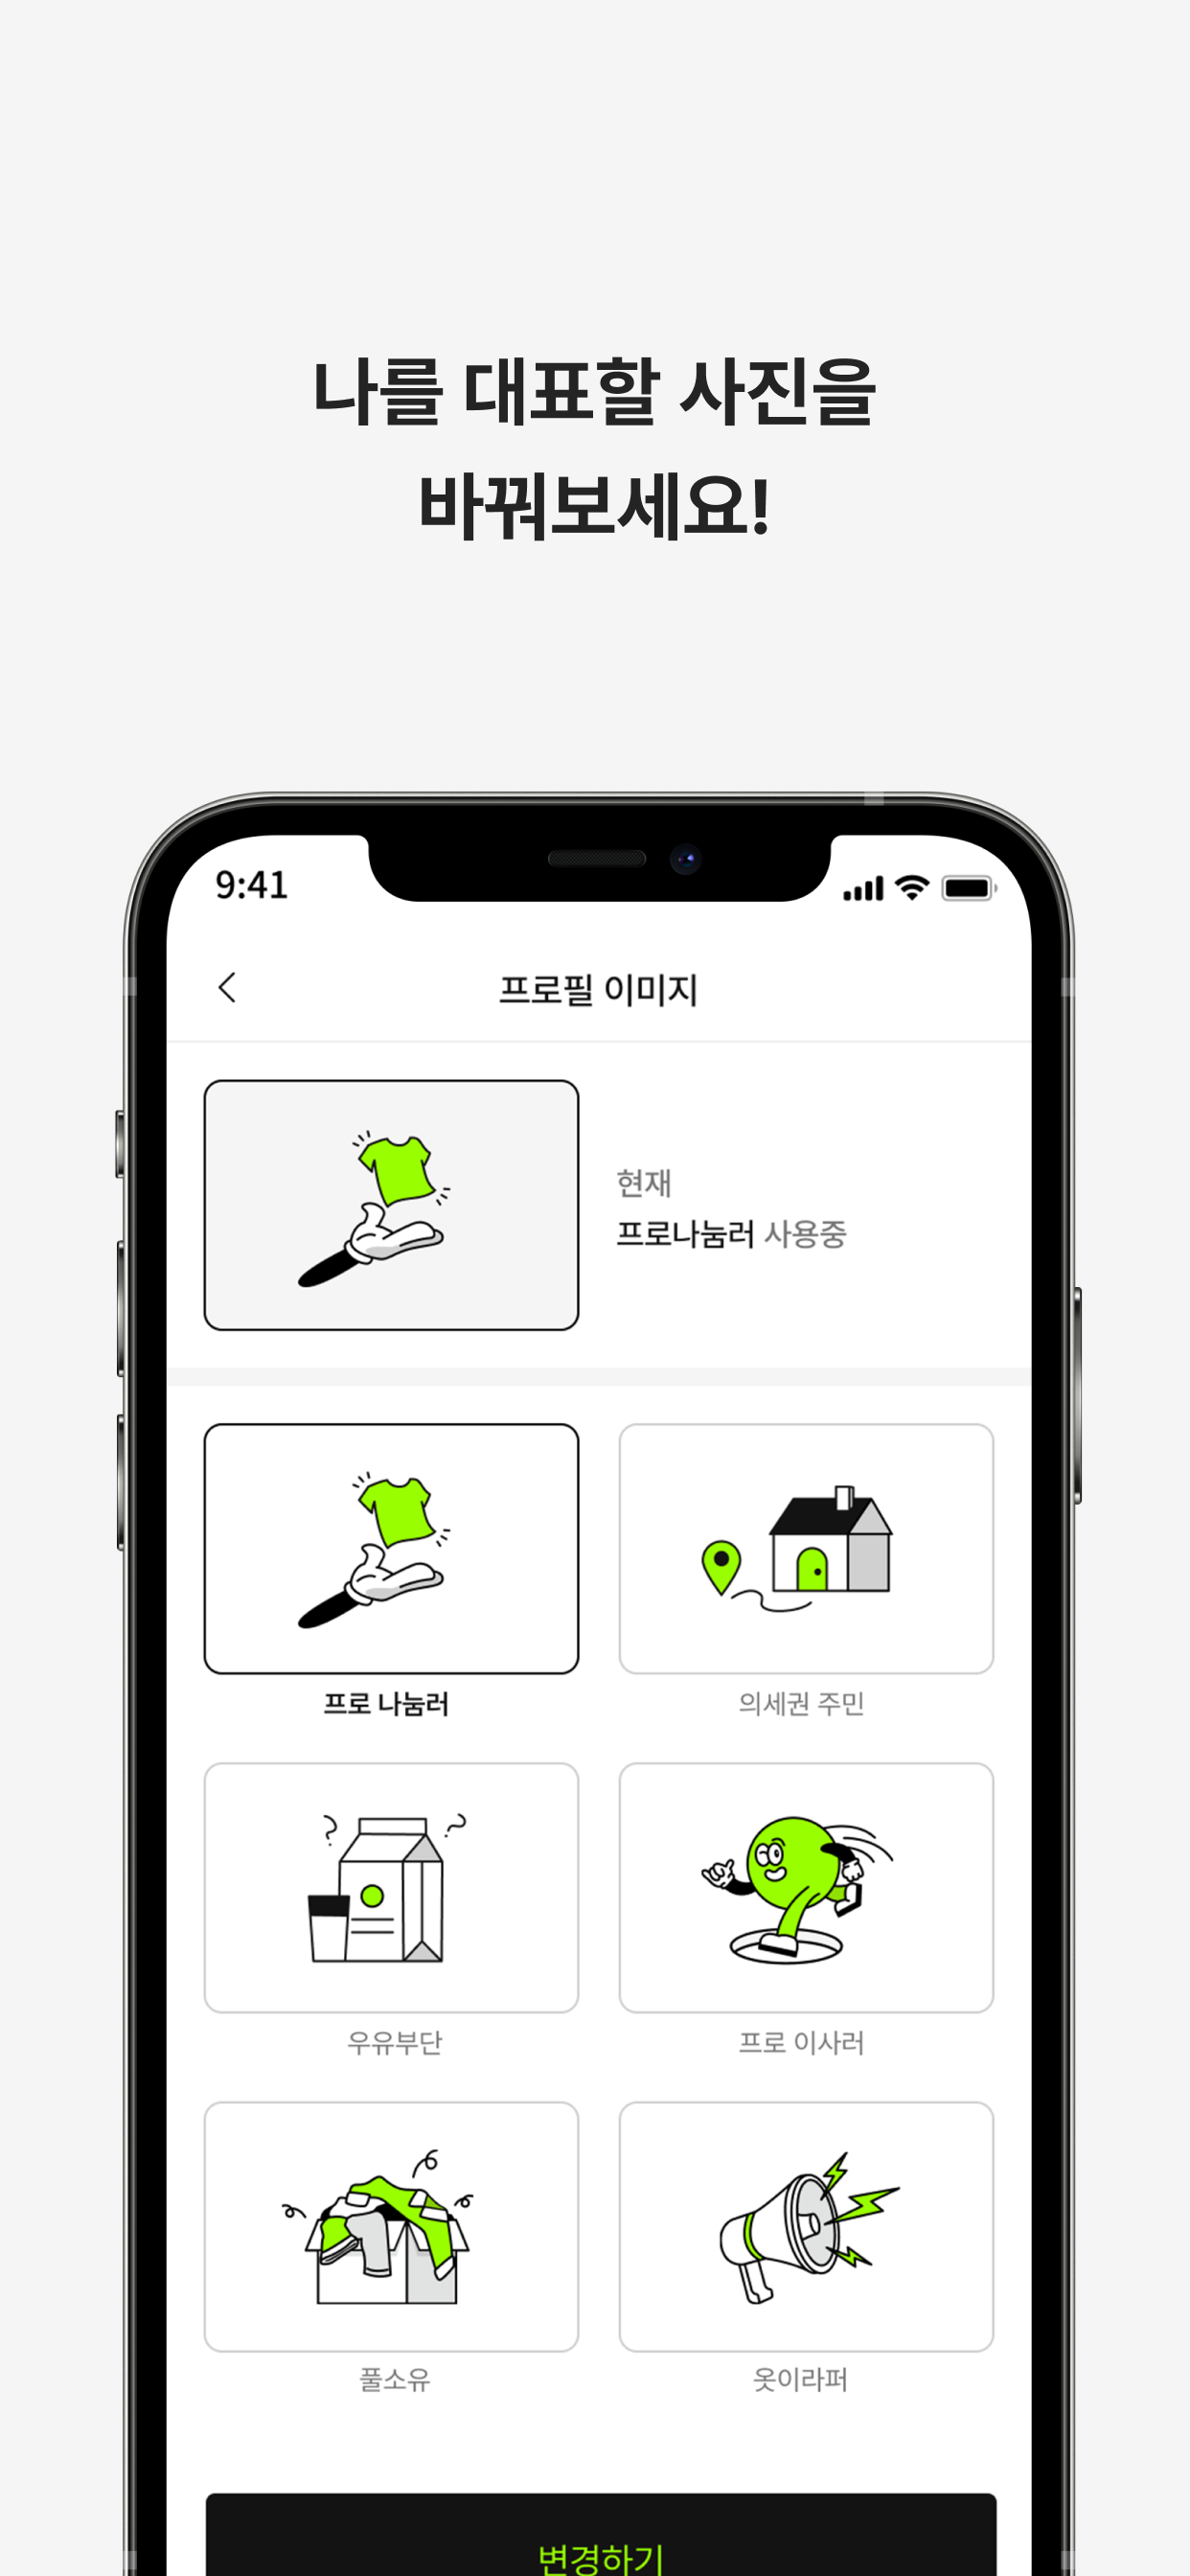 나를 대표할 사진을
바꿔보세요!
9:41
프로필 이미지
현재
프로나눔러 사용중
프로 나눔러
의세권 주민
우유부단
프로 이사러
풀소유
옷이라퍼
변경하기